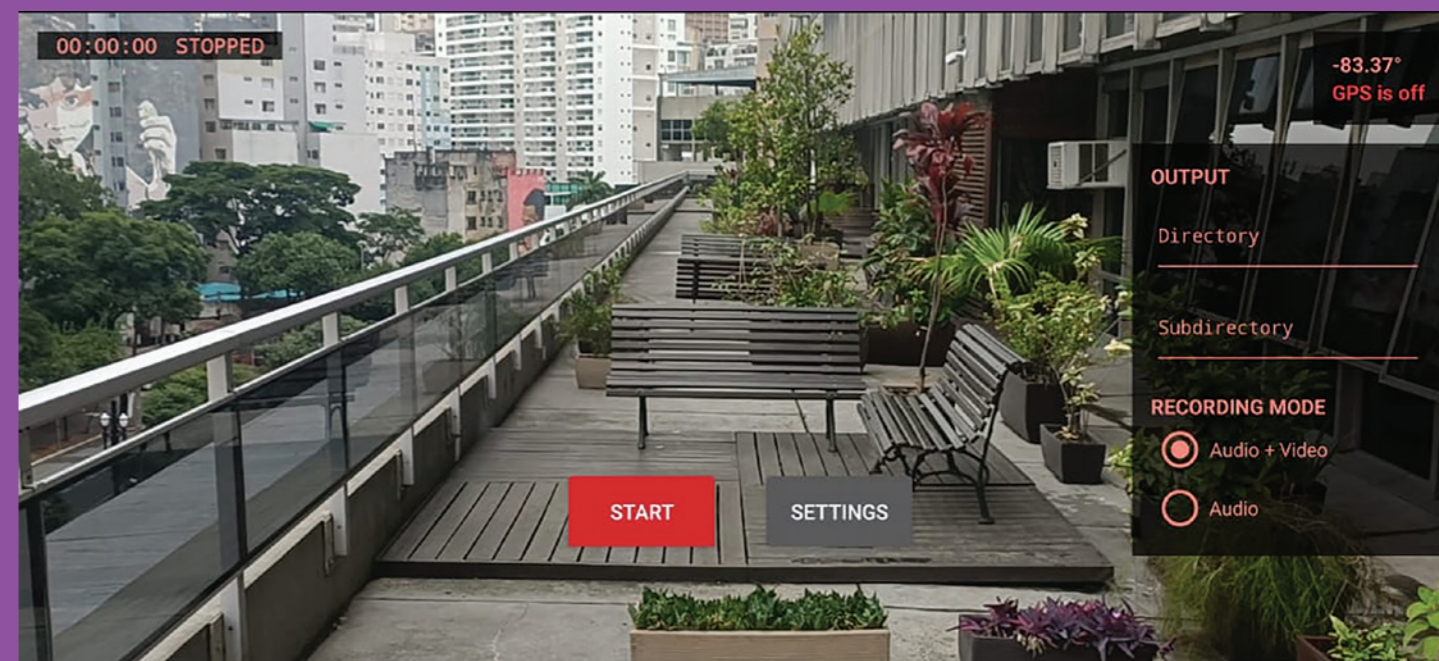 00:00:00 STOPPED
-83.37°
GPS is off
OUTPUT
Directory
Subdirectory
RECORDING MODE
Audio + Video
Audio
START
SETTINGS